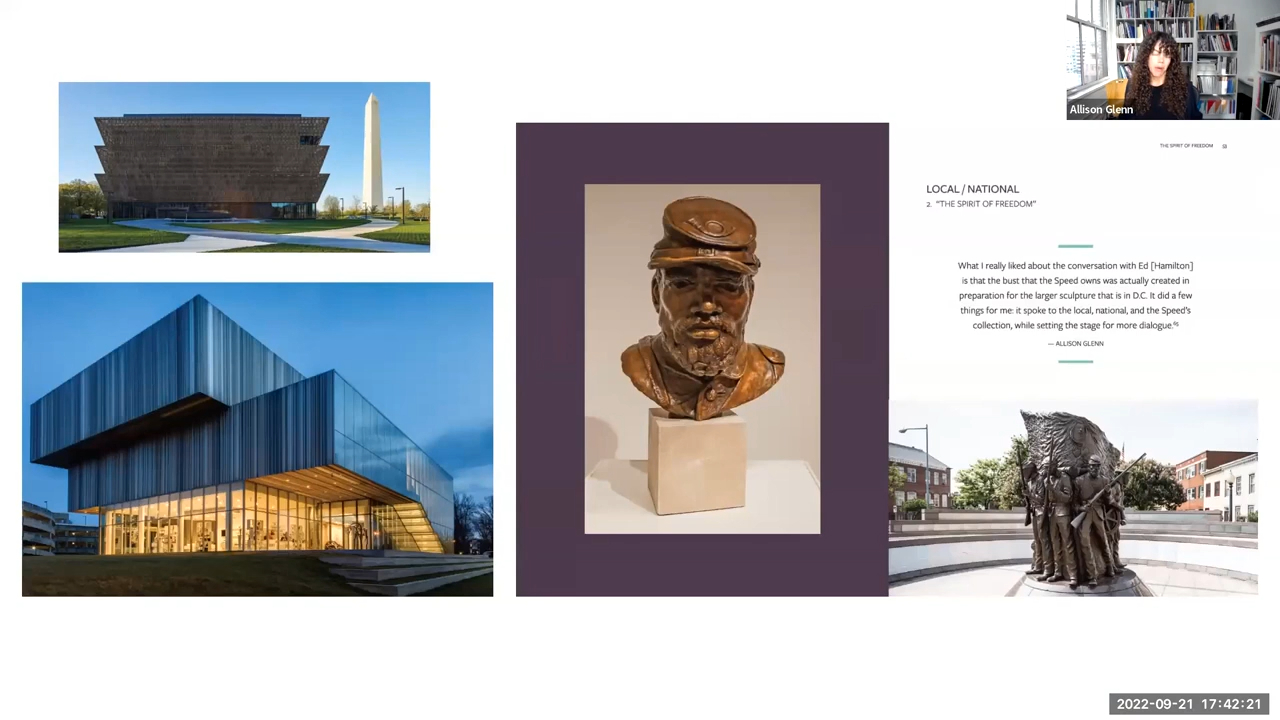 Allison Glenn
THE SPIRIT OF FREEDOM
LOCAL / NATIONAL
2. "THE SPIRIT OF FREEDOM"
What I really liked about the conversation with Ed [Hamilton]
is that the bust that the Speed owns was actually created in
preparation for the larger sculpture that is in D.C. It did a few
things for me: it spoke to the local, national, and the Speed's
collection, while setting the stage for more dialogue.
— ALLISON GLENN
2022-09-21 17:42:21